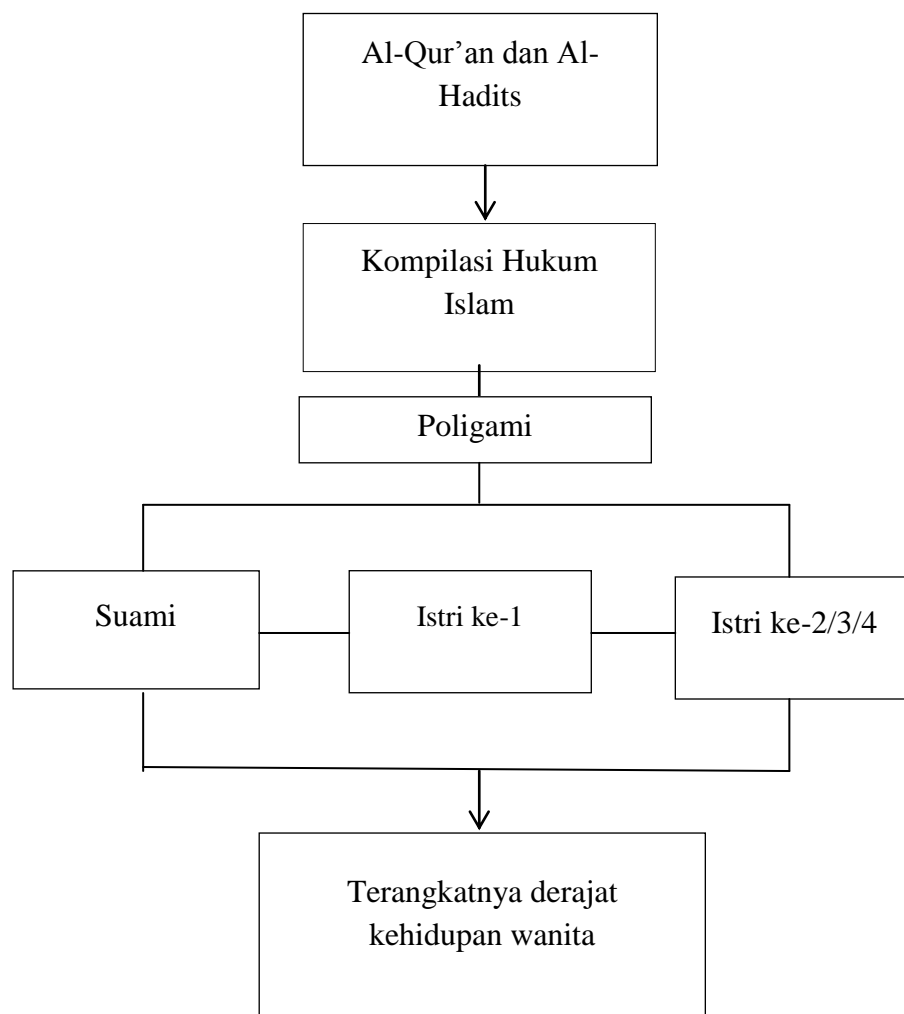 Al-Qur’an dan Al-
Hadits
Kompilasi Hukum
Islam
Poligami
Suami
Istri ke-1
Istri ke-2/3/4
Terangkatnya derajat
kehidupan wanita